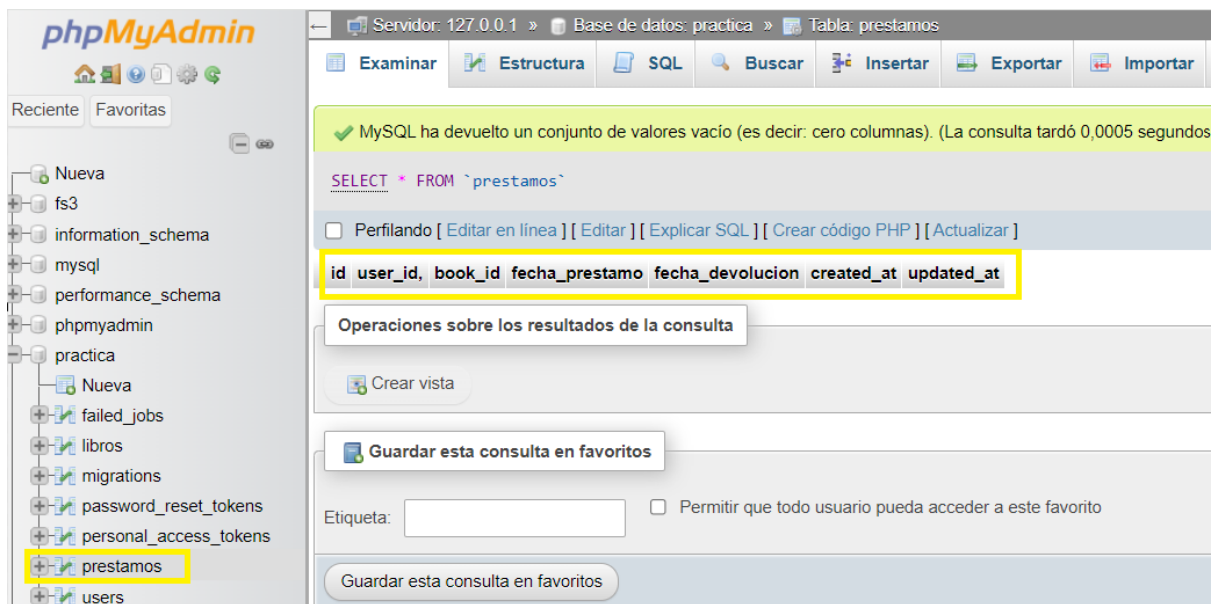 phpMyAdmin
Reciente Favoritas
Nueva
fs3
information_schema
mysql
performance_schema
phpmyadmin
practica
Nueva
failed_jobs
libros
migrations
password_reset_tokens
personal_access_tokens
prestamos
users
Servidor: 127.0.0.1 » Base de datos: practica » Tabla: prestamos
Examinar Estructura SQL Buscar Insertar Exportar Importar
MySQL ha devuelto un conjunto de valores vacío (es decir: cero columnas). (La consulta tardó 0,0005 segundos
SELECT * FROM `prestamos`
Perfilando [ Editar en línea ] [ Editar ] [ Explicar SQL ] [ Crear código PHP ] [ Actualizar ]
id user_id, book_id fecha_prestamo fecha_devolucion created_at updated_at
Operaciones sobre los resultados de la consulta
Crear vista
Guardar esta consulta en favoritos
Etiqueta: Permitir que todo usuario pueda acceder a este favorito
Guardar esta consulta en favoritos